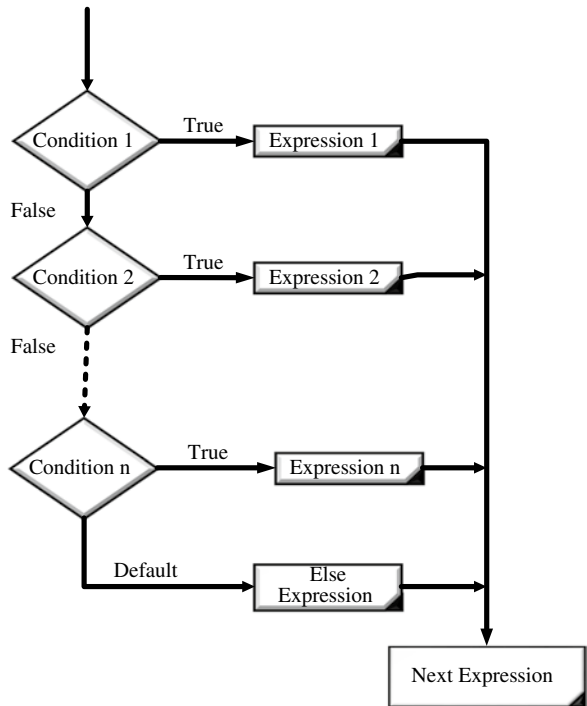 True
Condition 1
Expression 1
False
True
Condition 2
Expression 2
False
True
Condition n
Expression n
Default
Else
Expression
Next Expression